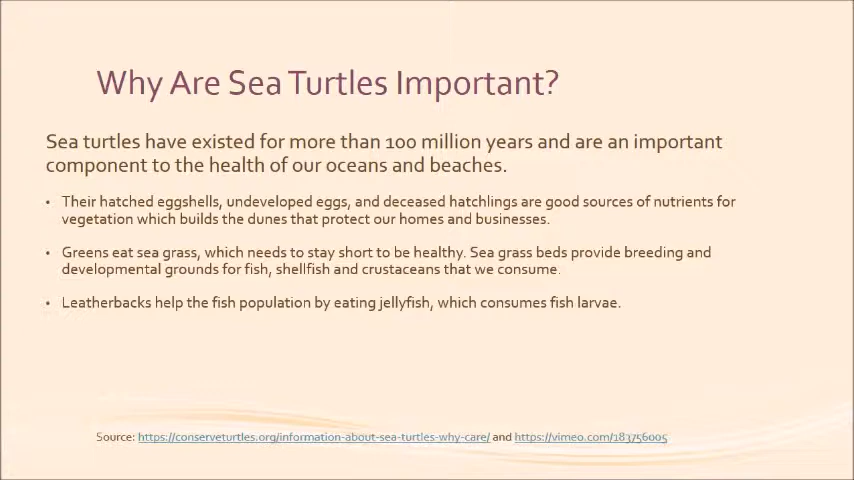 Why Are Sea Turtles Important?
Sea turtles have existed for more than 100 million years and are an important
component to the health of our oceans and beaches.
• Their hatched eggshells, undeveloped eggs, and deceased hatchlings are good sources of nutrients for
vegetation which builds the dunes that protect our homes and businesses.
• Greens eat sea grass, which needs to stay short to be healthy. Sea grass beds provide breeding and
developmental grounds for fish, shellfish and crustaceans that we consume.
• Leatherbacks help the fish population by eating jellyfish, which consumes fish larvae.
Source: https://conserveturtles.org/information-about-sea-turtles-why-care/ and https://vimeo.com/183756005